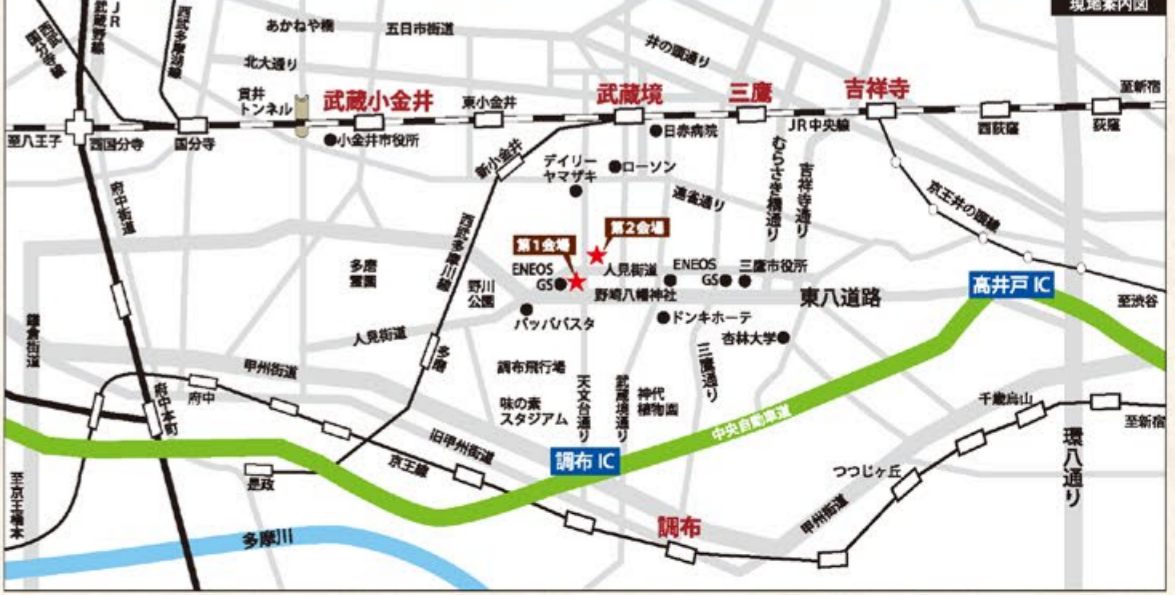 現地案内図
JR
武蔵野線
西武
国分寺線
西武多摩湖線
あかねや橋
五日市街道
井の頭通り
北大通り
貫井
トンネル
武蔵小金井
東小金井
武蔵境
三鷹
吉祥寺
至新宿
至八王子
西国分寺
国分寺
小金井市役所
日赤病院
JR中央線
西荻窪
荻窪
新小金井
デイリー
ヤマザキ
ローソン
むらさき橋通り
吉祥寺通り
連雀通り
京王井の頭線
府中街道
西武多摩川線
第1会場
第2会場
多磨
霊園
野川
公園
ENEOS
GS
人見街道
野崎八幡神社
ENEOS
GS
三鷹市役所
東八道路
高井戸 IC
至渋谷
鎌倉街道
人見街道
バッパパスタ
ドンキホーテ
杏林大学
多磨
調布飛行場
三鷹通り
甲州街道
府中
府中本町
味の素
スタジアム
天文台通り
武蔵境通り
神代
植物園
中央自動車道
千歳烏山
至新宿
旧甲州街道
京王線
調布 IC
是政
つつじヶ丘
環八通り
至京王橋本
多摩川
調布
甲州街道